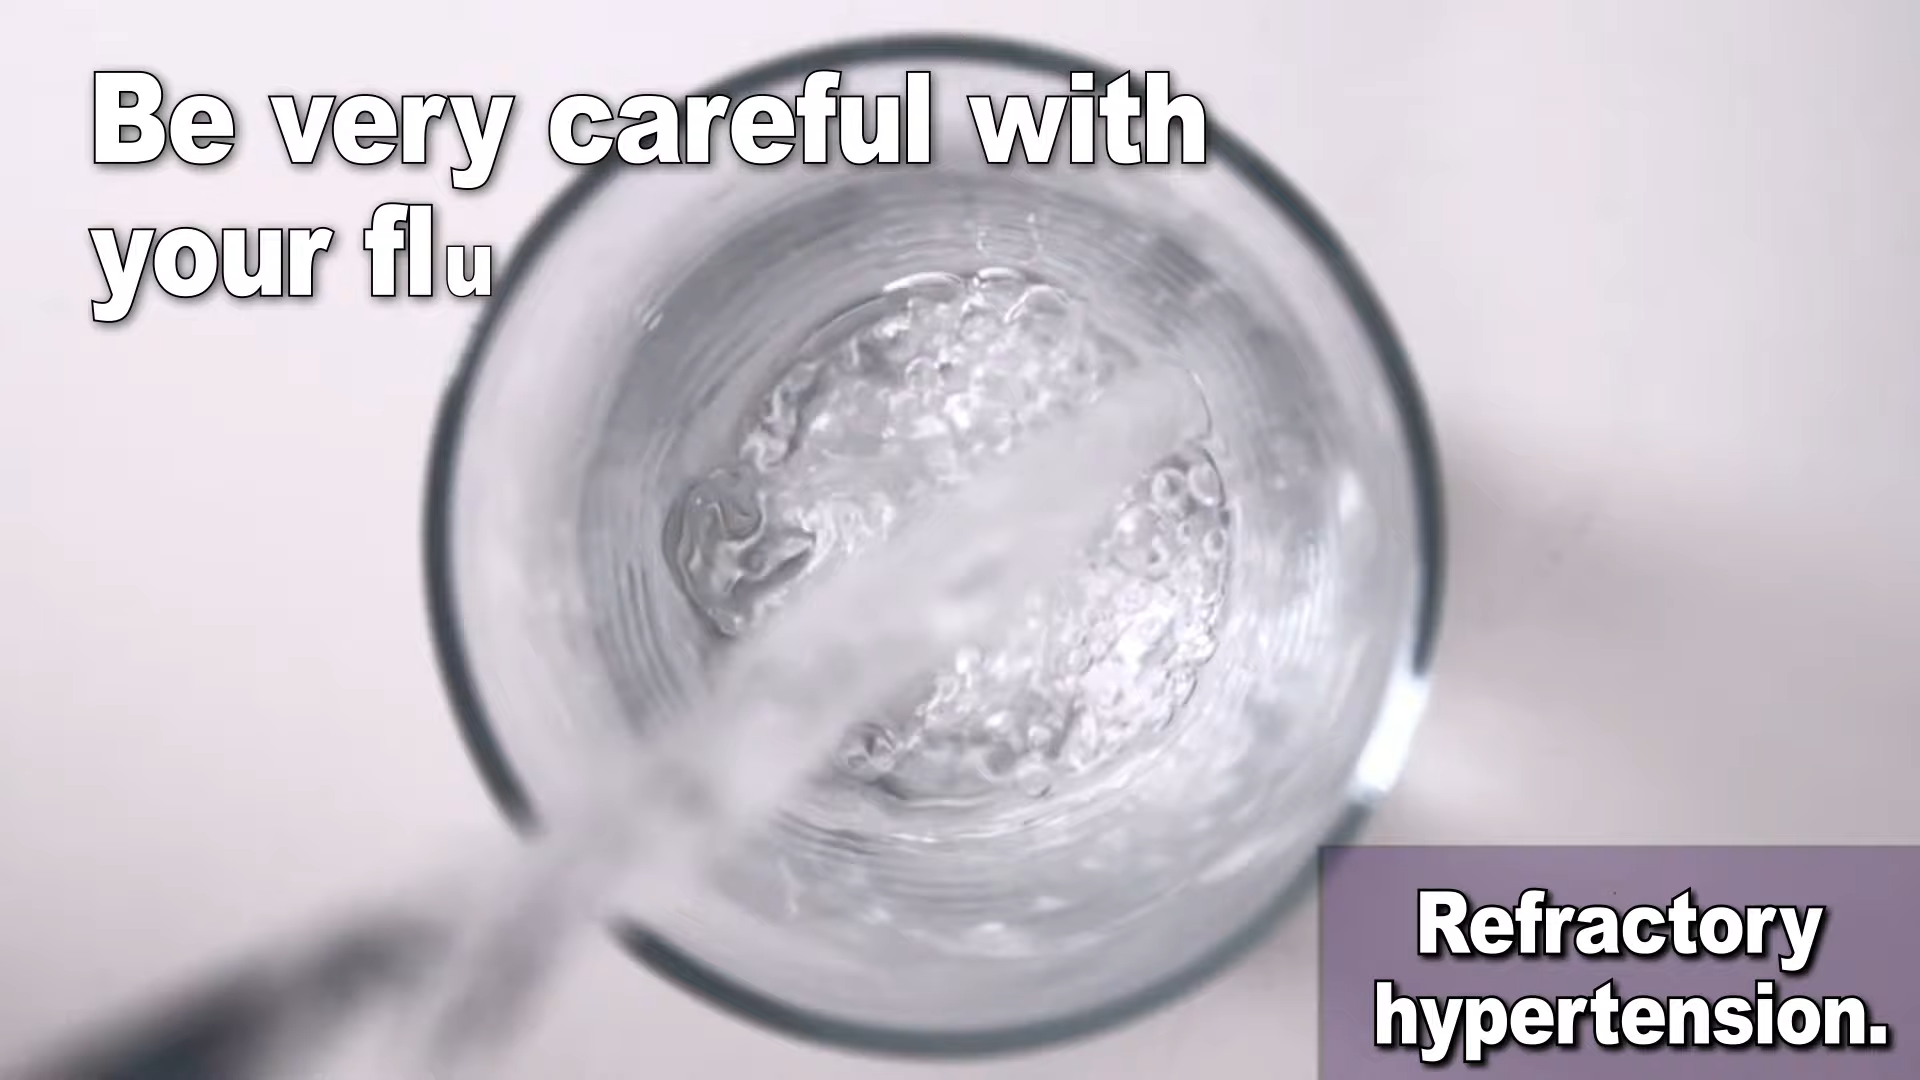 Be very careful with
your flu
Refractory
hypertension.